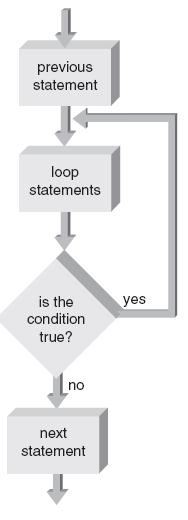 previous
statement
loop
statements
is the
condition
true?
yes
no
next
statement